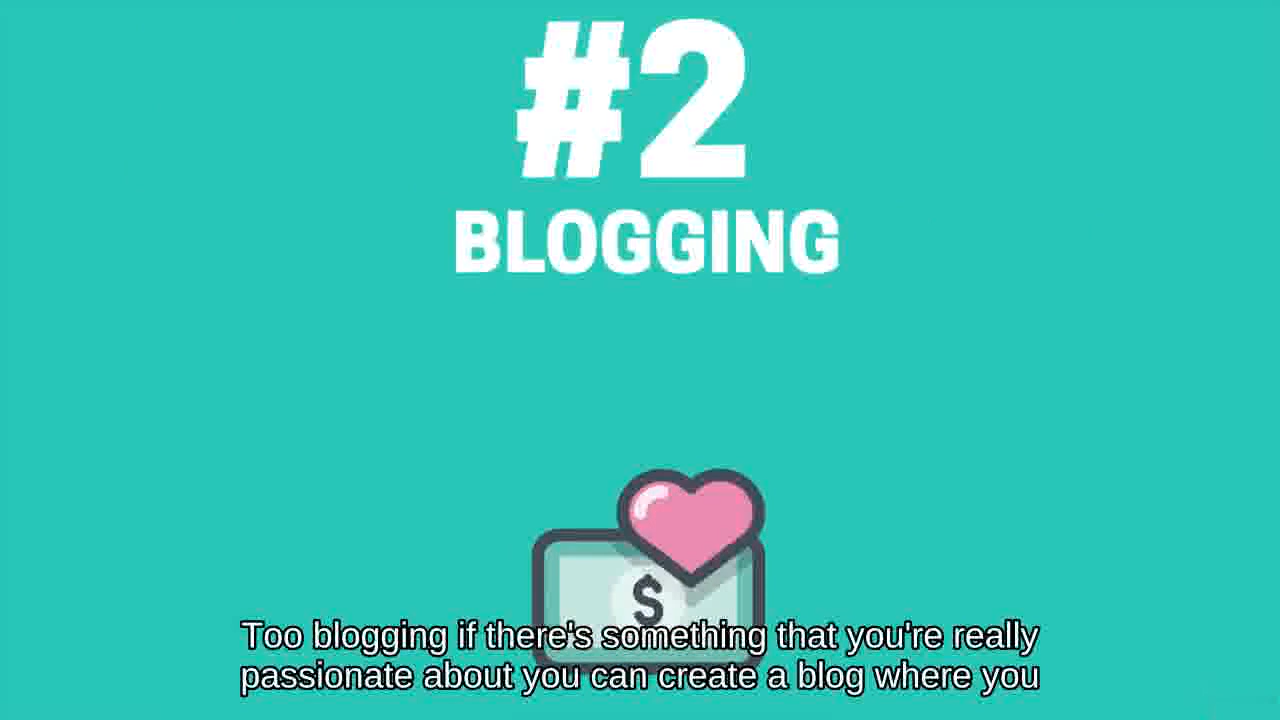 #2
BLOGGING
$
Too blogging if there's something that you're really
passionate about you can create a blog where you